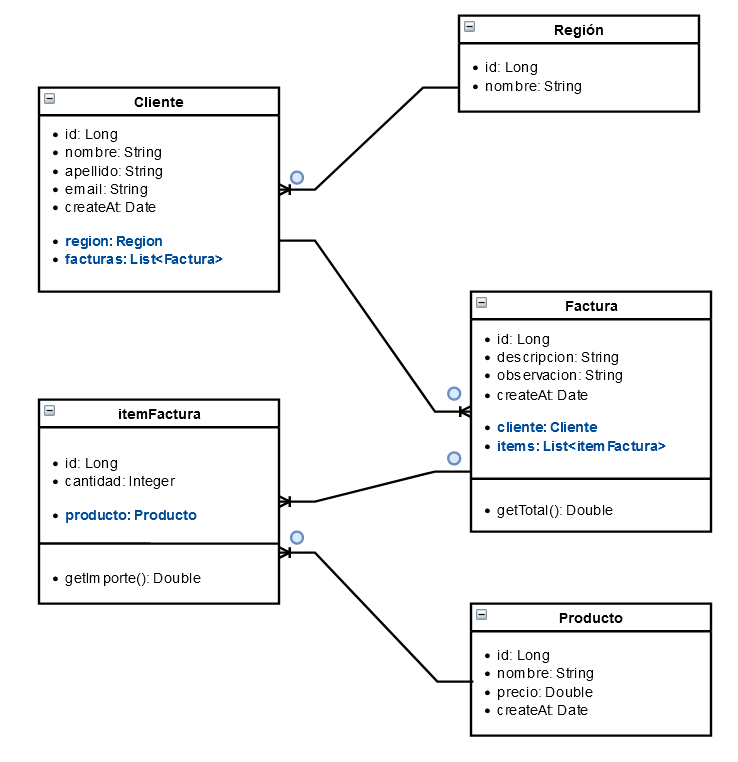 Región
id: Long
nombre: String
Cliente
id: Long
nombre: String
apellido: String
email: String
createAt: Date
region: Region
facturas: List<Factura>
Factura
id: Long
descripcion: String
observacion: String
createAt: Date
cliente: Cliente
items: List<itemFactura>
getTotal(): Double
itemFactura
id: Long
cantidad: Integer
producto: Producto
getImporte(): Double
Producto
id: Long
nombre: String
precio: Double
createAt: Date